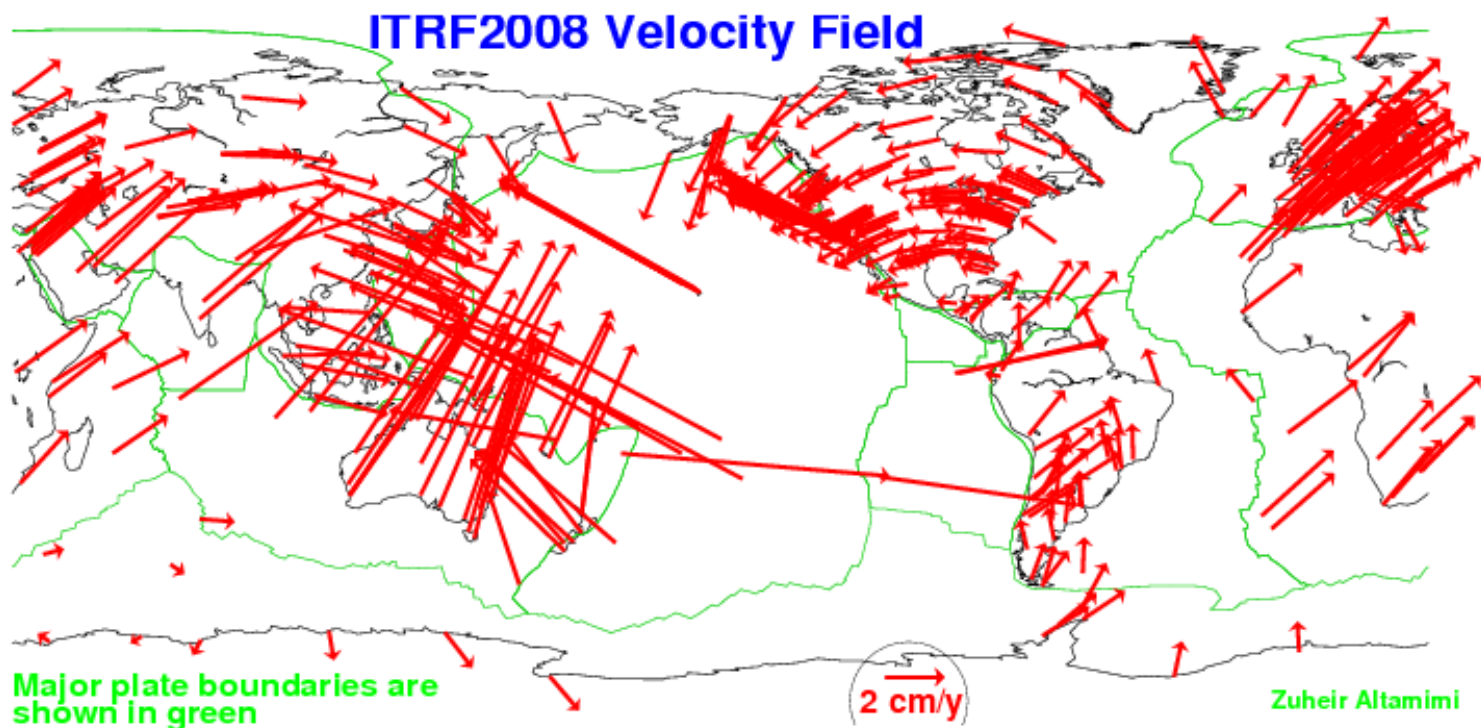 ITRF2008 Velocity Field
Major plate boundaries are
shown in green
2 cm/y
Zuheir Altamimi